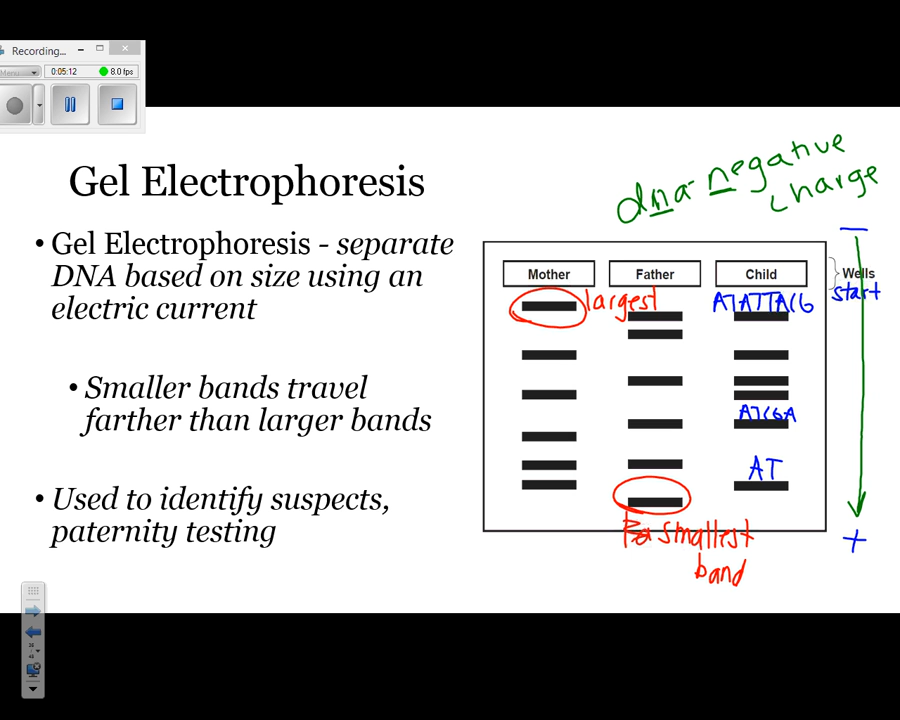 Recording...
Menu
0:05:12
8.0 fps
Gel Electrophoresis
• Gel Electrophoresis - separate
DNA based on size using an
electric current
• Smaller bands travel
farther than larger bands
• Used to identify suspects,
paternity testing
dna-negative
charge
Mother
Father
Child
Wells
start
largest
ATATTACG
ATCGA
AT
smallest
band
−
+